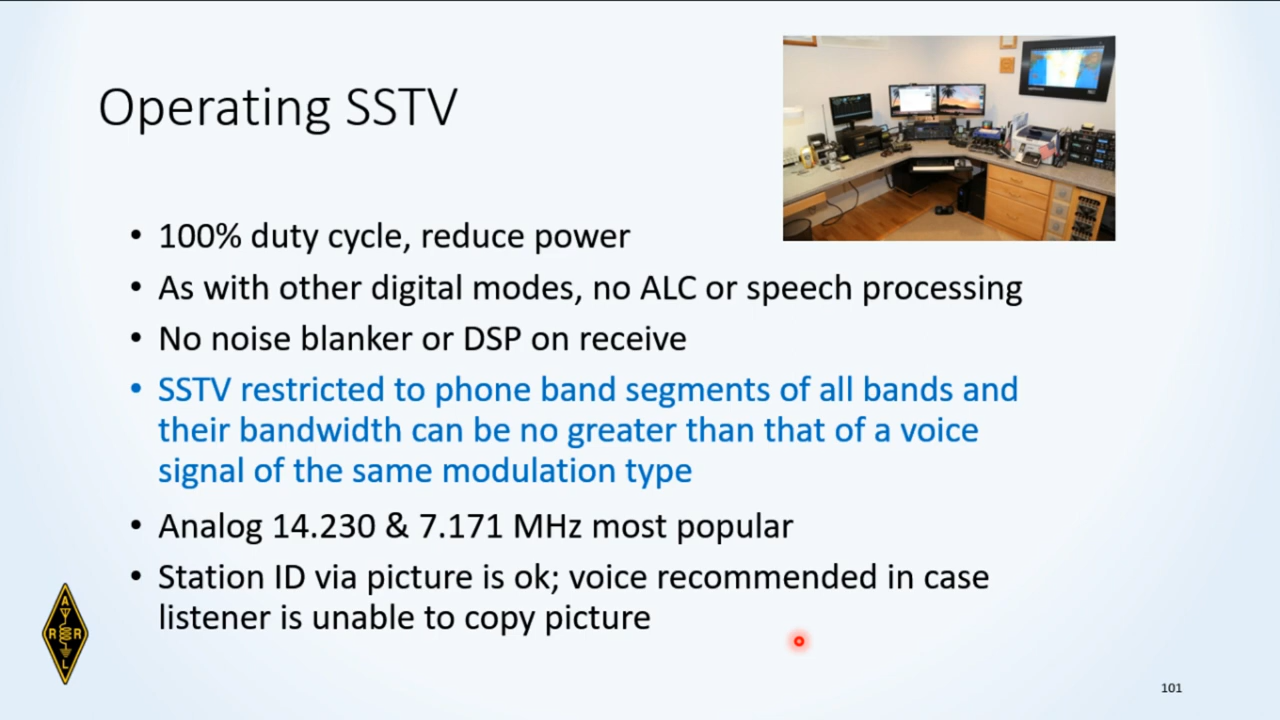 Operating SSTV
• 100% duty cycle, reduce power
• As with other digital modes, no ALC or speech processing
• No noise blanker or DSP on receive
• SSTV restricted to phone band segments of all bands and
their bandwidth can be no greater than that of a voice
signal of the same modulation type
• Analog 14.230 & 7.171 MHz most popular
• Station ID via picture is ok; voice recommended in case
listener is unable to copy picture
A
R R
L
101